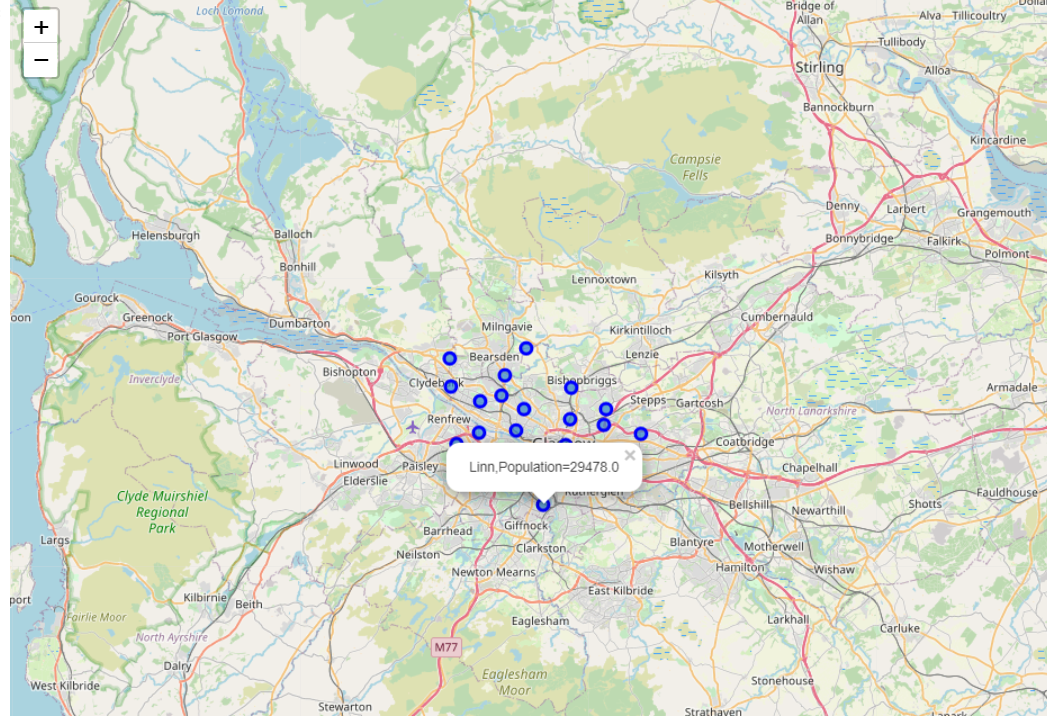 +
−
Loch Lomond
Bridge of
Allan
Alva
Tillicoultry
Tullibody
Stirling
Alloa
Bannockburn
Kincardine
Campsie
Fells
Denny
Larbert
Grangemouth
Helensburgh
Balloch
Bonnybridge
Falkirk
Polmont
Bonhill
Lennoxtown
Kilsyth
Gourock
oon
Greenock
Dumbarton
Milngavie
Kirkintilloch
Cumbernauld
Port Glasgow
Bearsden
Lenzie
Inverclyde
Bishopton
Bishopbriggs
Armadale
Stepps
Gartcosh
North Lanarkshire
Renfrew
Coatbridge
Linwood
Paisley
Linn,Population=29478.0
×
Chapelhall
Elderslie
Rutherglen
Fauldhouse
Clyde Muirshiel
Regional
Park
Bellshill
Newarthill
Shotts
Barrhead
Giffnock
Largs
Neilston
Clarkston
Blantyre
Motherwell
Newton Mearns
Hamilton
Wishaw
port
Kilbirnie
Beith
East Kilbride
Fairlie Moor
Eaglesham
Larkhall
Carluke
North Ayrshire
M77
Dalry
West Kilbride
Eaglesham
Moor
Stonehouse
Stewarton
Strathaven
Lanark